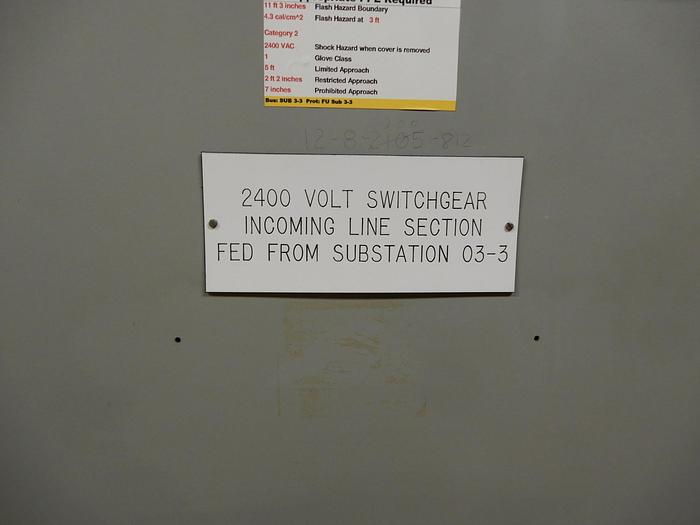 Appropriate PPE Required
11 ft 3 inches Flash Hazard Boundary
4.3 cal/cm^2 Flash Hazard at 3 ft
Category 2
2400 VAC Shock Hazard when cover is removed
1 Glove Class
5 ft Limited Approach
2 ft 2 inches Restricted Approach
7 inches Prohibited Approach
Bus: SUB 3-3 Prot: FU Sub 3-3
2400 VOLT SWITCHGEAR
INCOMING LINE SECTION
FED FROM SUBSTATION 03-3